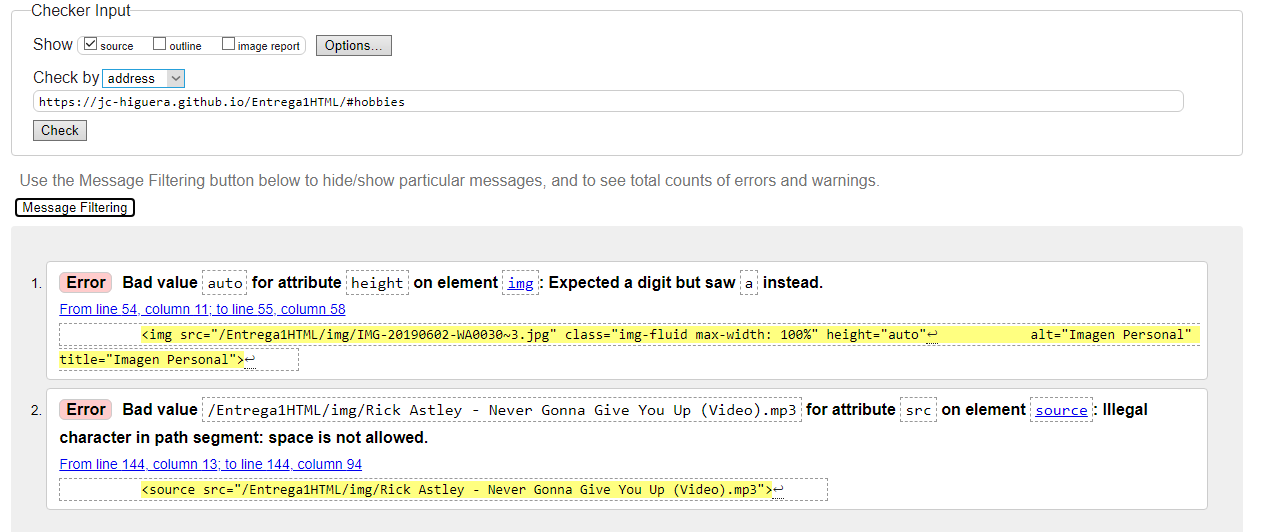 Checker Input
Show source outline image report Options...
Check by address
https://jc-higuera.github.io/Entrega1HTML/#hobbies
Check
Use the Message Filtering button below to hide/show particular messages, and to see total counts of errors and warnings.
Message Filtering
1. Error Bad value auto for attribute height on element img: Expected a digit but saw a instead.
From line 54, column 11; to line 55, column 58
<img src="/Entrega1HTML/img/IMG-20190602-WA0030~3.jpg" class="img-fluid max-width: 100%" height="auto"↩ alt="Imagen Personal"
title="Imagen Personal">↩
2. Error Bad value /Entrega1HTML/img/Rick Astley - Never Gonna Give You Up (Video).mp3 for attribute src on element source: Illegal
character in path segment: space is not allowed.
From line 144, column 13; to line 144, column 94
<source src="/Entrega1HTML/img/Rick Astley - Never Gonna Give You Up (Video).mp3">↩